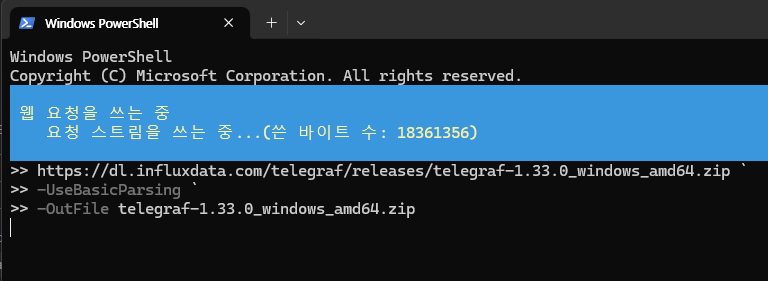 Windows PowerShell
Windows PowerShell
Copyright (C) Microsoft Corporation. All rights reserved.
웹 요청을 쓰는 중
요청 스트림을 쓰는 중...(쓴 바이트 수: 18361356)
>> https://dl.influxdata.com/telegraf/releases/telegraf-1.33.0_windows_amd64.zip `
>> -UseBasicParsing `
>> -OutFile telegraf-1.33.0_windows_amd64.zip